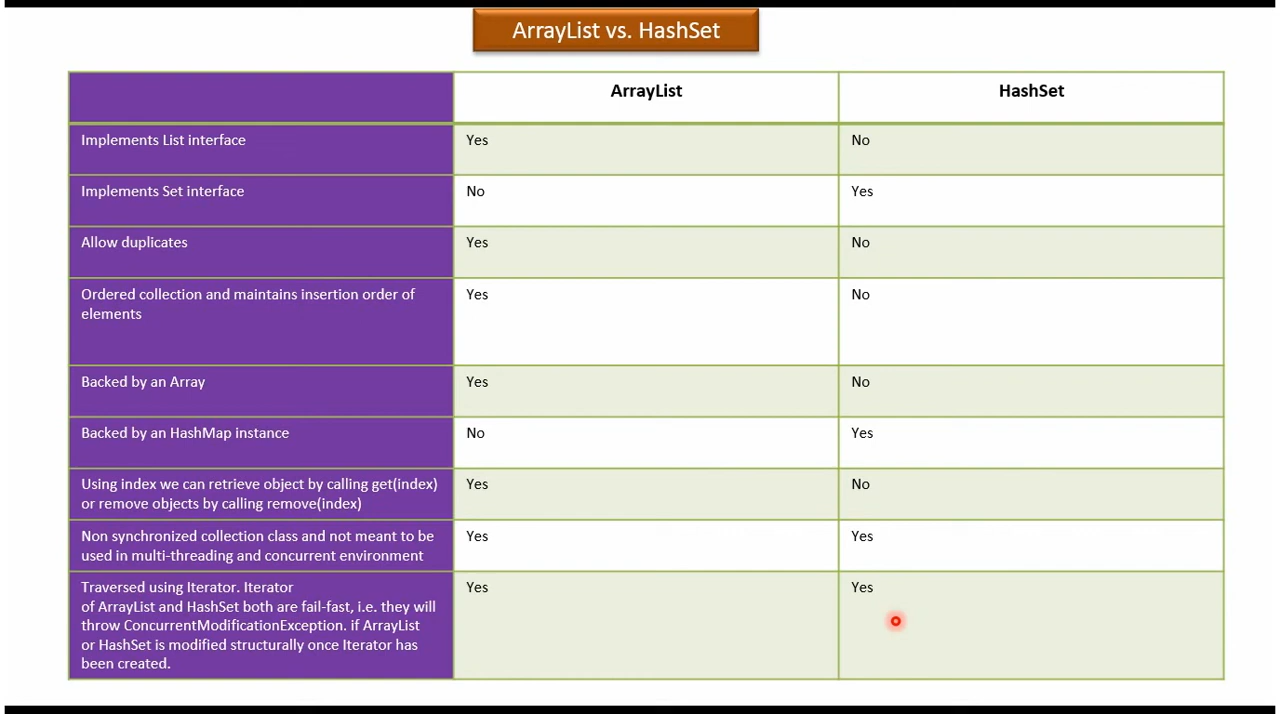 ArrayList vs. HashSet
ArrayList HashSet
Implements List interface Yes No
Implements Set interface No Yes
Allow duplicates Yes No
Ordered collection and maintains insertion order of Yes No
elements
Backed by an Array Yes No
Backed by an HashMap instance No Yes
Using index we can retrieve object by calling get(index) Yes No
or remove objects by calling remove(index)
Non synchronized collection class and not meant to be Yes Yes
used in multi-threading and concurrent environment
Traversed using Iterator. Iterator Yes Yes
of ArrayList and HashSet both are fail-fast, i.e. they will
throw ConcurrentModificationException. if ArrayList
or HashSet is modified structurally once Iterator has
been created.